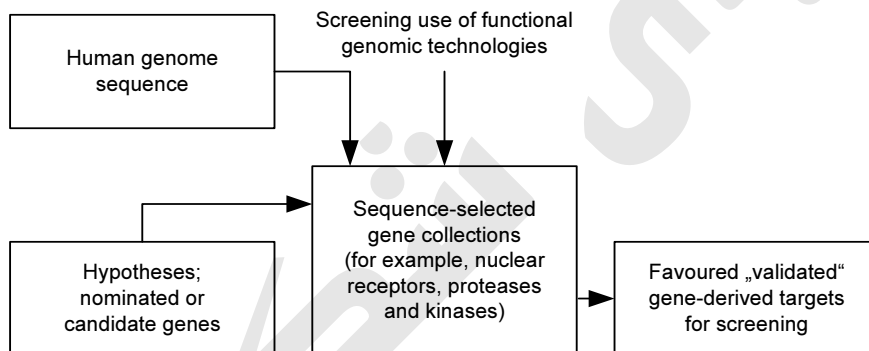 Screening use of functional
genomic technologies
Human genome
sequence
Sequence-selected
gene collections
(for example, nuclear
receptors, proteases
and kinases)
Hypotheses;
nominated or
candidate genes
Favoured „validated“
gene-derived targets
for screening